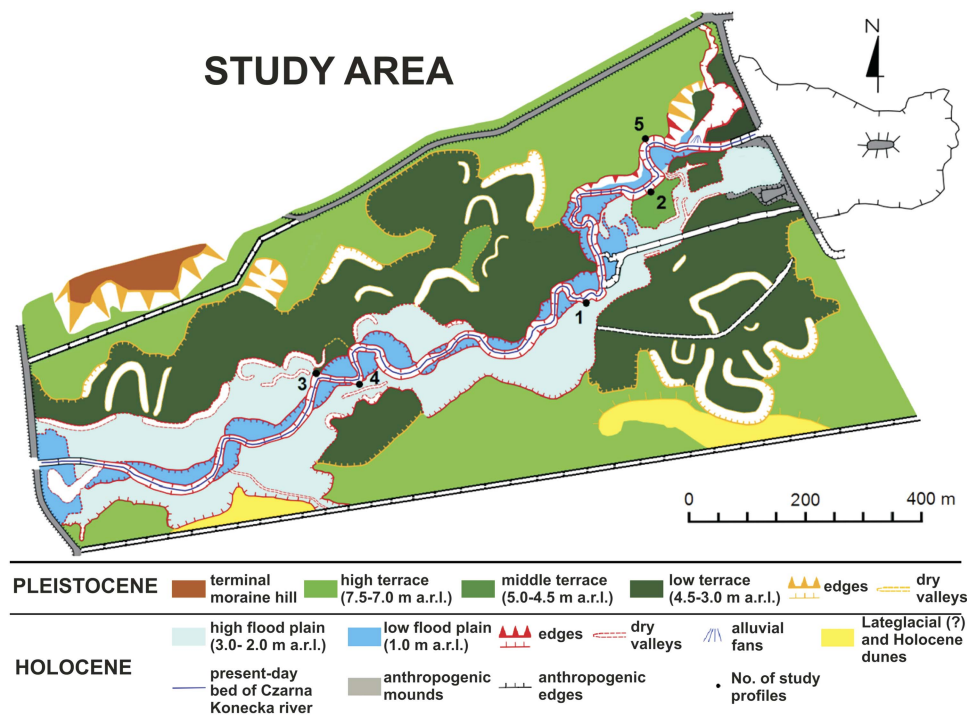 STUDY AREA
N
5
2
1
3
4
0 200 400 m
PLEISTOCENE
terminal
moraine hill
high terrace
(7.5-7.0 m a.r.l.)
middle terrace
(5.0-4.5 m a.r.l.)
low terrace
(4.5-3.0 m a.r.l.)
edges
dry
valleys
HOLOCENE
high flood plain
(3.0- 2.0 m a.r.l.)
low flood plain
(1.0 m a.r.l.)
edges
dry
valleys
alluvial
fans
Lateglacial (?)
and Holocene
dunes
present-day
bed of Czarna
Konecka river
anthropogenic
mounds
anthropogenic
edges
No. of study
profiles